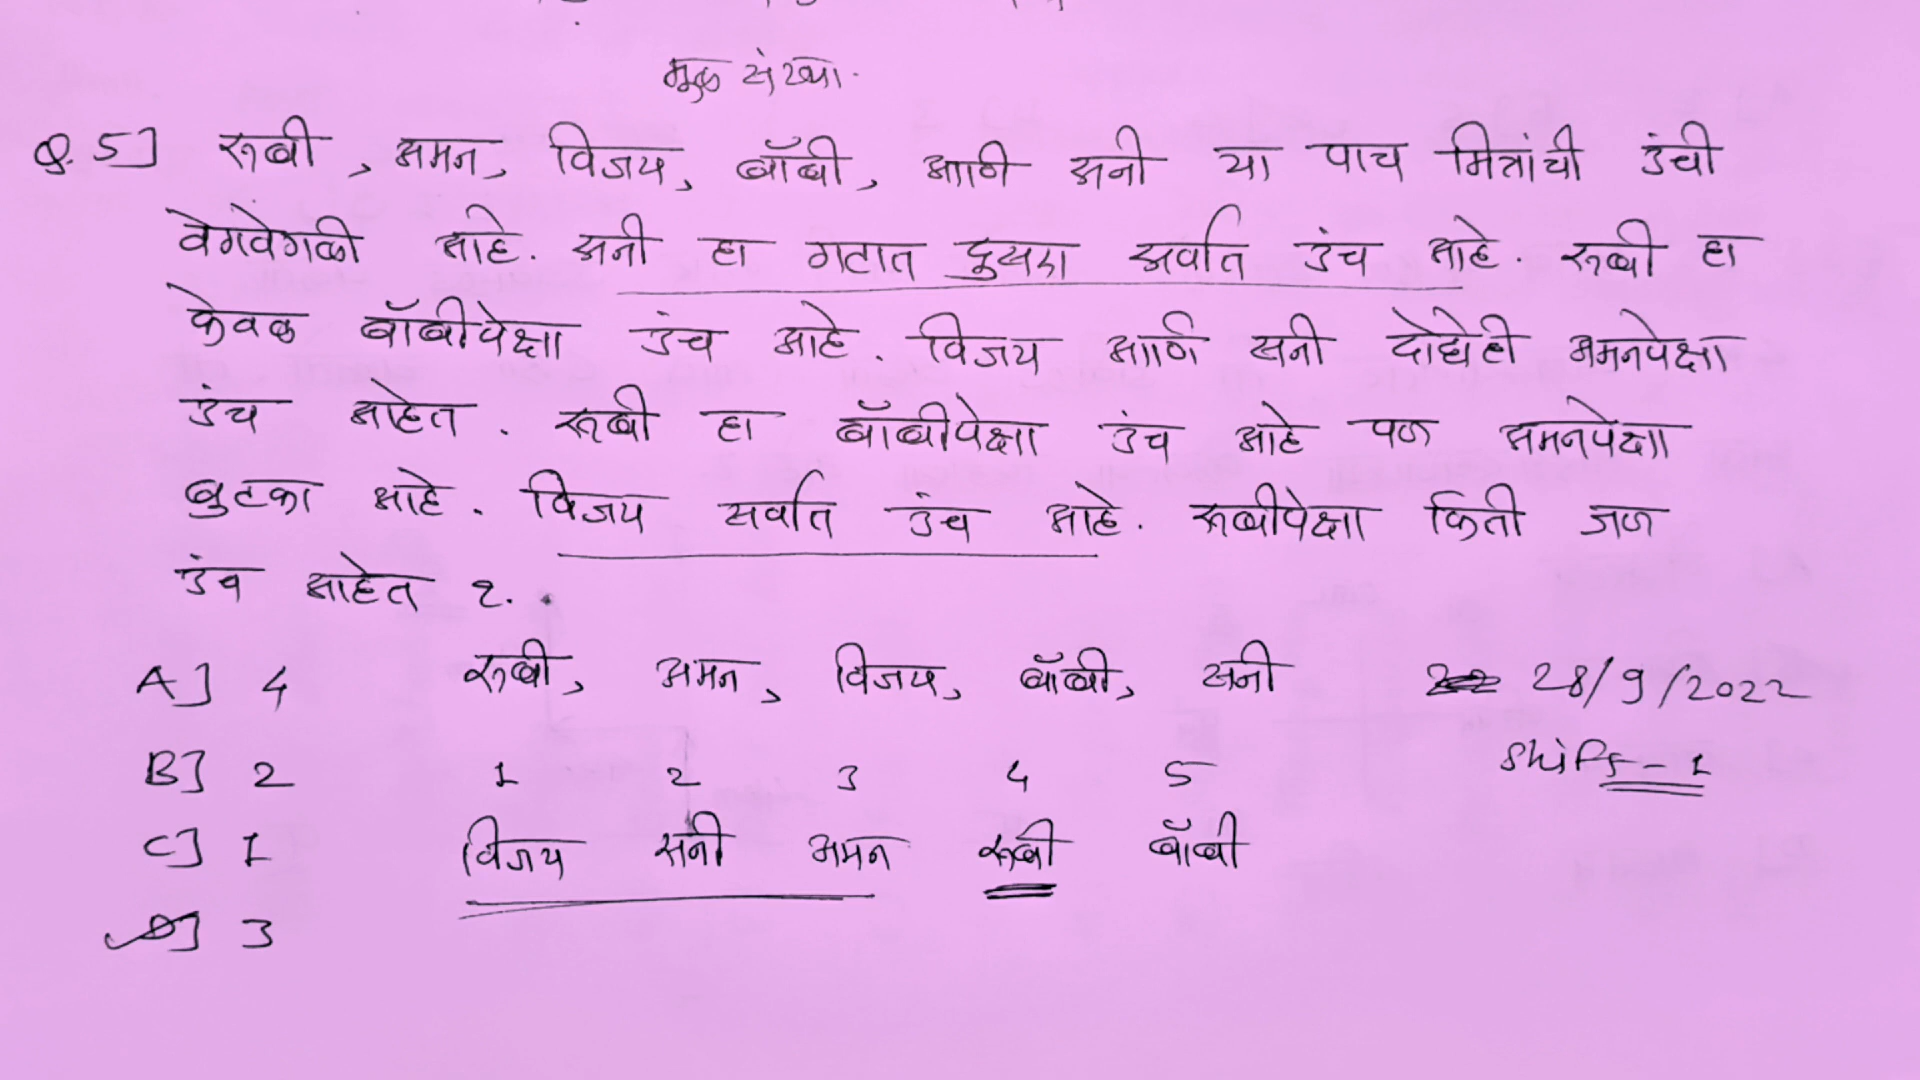 मुळ संख्या.
Q. 5] रूबी, अमन, विजय, बॉबी, आणि सनी या पाच मित्रांची उंची
वेगवेगळी आहे. सनी हा गटात दुसरा सर्वात उंच आहे. रूबी हा
केवळ बॉबीपेक्षा उंच आहे. विजय आणि सनी दोघेही अमनपेक्षा
उंच आहेत. रूबी हा बॉबीपेक्षा उंच आहे पण अमनपेक्षा
बुटका आहे. विजय सर्वात उंच आहे. रूबीपेक्षा किती जण
उंच आहेत ?.
A] 4 रूबी, अमन, विजय, बॉबी, सनी 28/9/2022
B] 2 1 2 3 4 5 Shift-1
C] 1 विजय सनी अमन रूबी बॉबी
D] 3